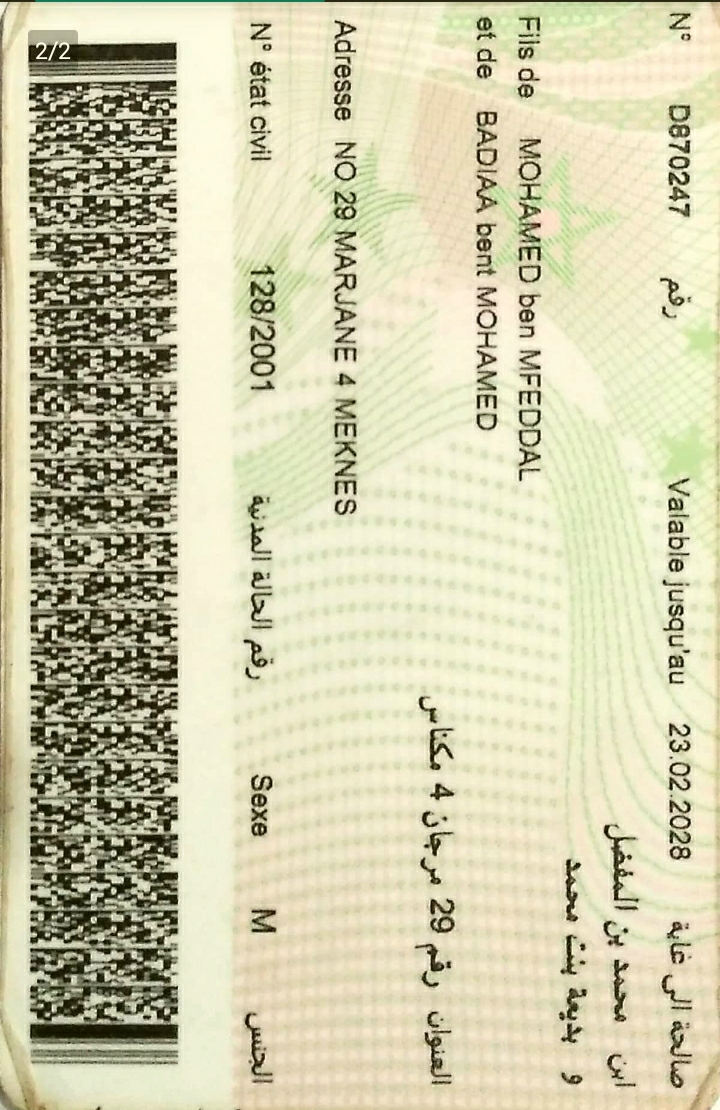 2/2
N° D870247 رقم Valable jusqu'au 23.02.2028 صالحة الى غاية
Fils de MOHAMED ben MFEDDAL ابن محمد بن المفضل
et de BADIAA bent MOHAMED و بديعة بنت محمد
Adresse NO 29 MARJANE 4 MEKNES
العنوان رقم 29 مرجان 4 مكناس
N° état civil 128/2001 رقم الحالة المدنية Sexe M الجنس